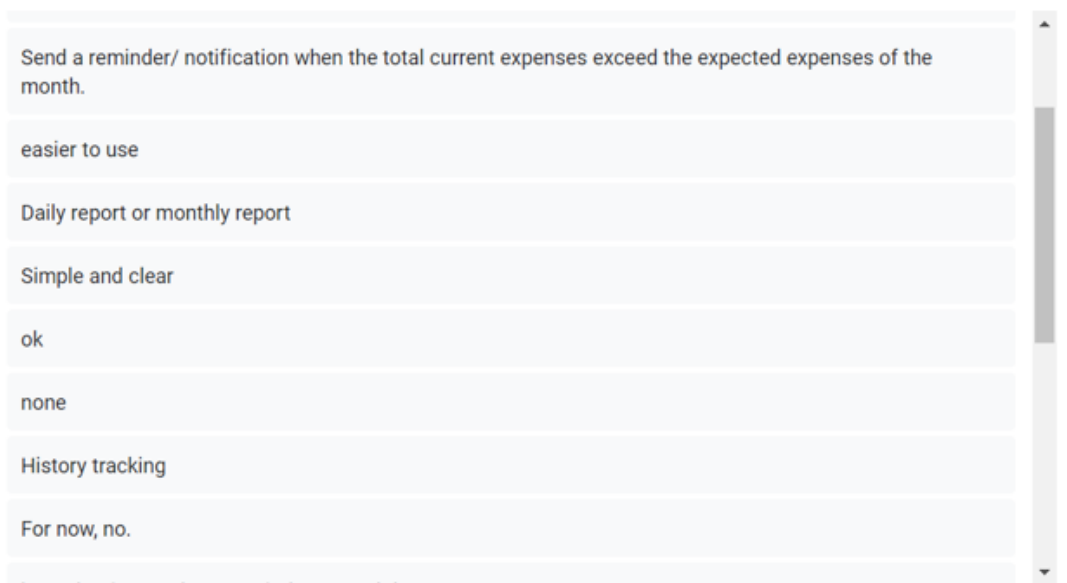 Send a reminder/ notification when the total current expenses exceed the expected expenses of the
month.
easier to use
Daily report or monthly report
Simple and clear
ok
none
History tracking
For now, no.